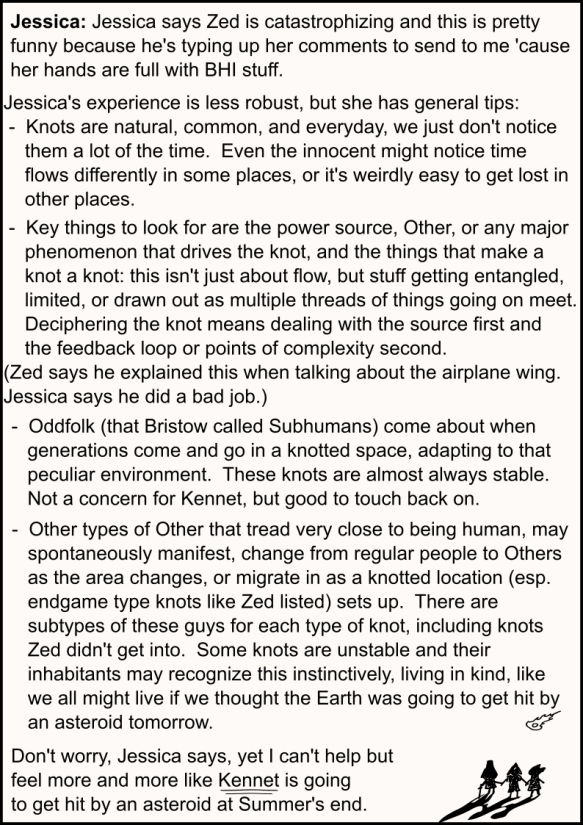 Jessica: Jessica says Zed is catastrophizing and this is pretty
funny because he's typing up her comments to send to me 'cause
her hands are full with BHI stuff.
Jessica's experience is less robust, but she has general tips:
- Knots are natural, common, and everyday, we just don't notice
them a lot of the time. Even the innocent might notice time
flows differently in some places, or it's weirdly easy to get lost in
other places.
- Key things to look for are the power source, Other, or any major
phenomenon that drives the knot, and the things that make a
knot a knot: this isn't just about flow, but stuff getting entangled,
limited, or drawn out as multiple threads of things going on meet.
Deciphering the knot means dealing with the source first and
the feedback loop or points of complexity second.
(Zed says he explained this when talking about the airplane wing.
Jessica says he did a bad job.)
- Oddfolk (that Bristow called Subhumans) come about when
generations come and go in a knotted space, adapting to that
peculiar environment. These knots are almost always stable.
Not a concern for Kennet, but good to touch back on.
- Other types of Other that tread very close to being human, may
spontaneously manifest, change from regular people to Others
as the area changes, or migrate in as a knotted location (esp.
endgame type knots like Zed listed) sets up. There are
subtypes of these guys for each type of knot, including knots
Zed didn't get into. Some knots are unstable and their
inhabitants may recognize this instinctively, living in kind, like
we all might live if we thought the Earth was going to get hit by
an asteroid tomorrow.
Don't worry, Jessica says, yet I can't help but
feel more and more like Kennet is going
to get hit by an asteroid at Summer's end.